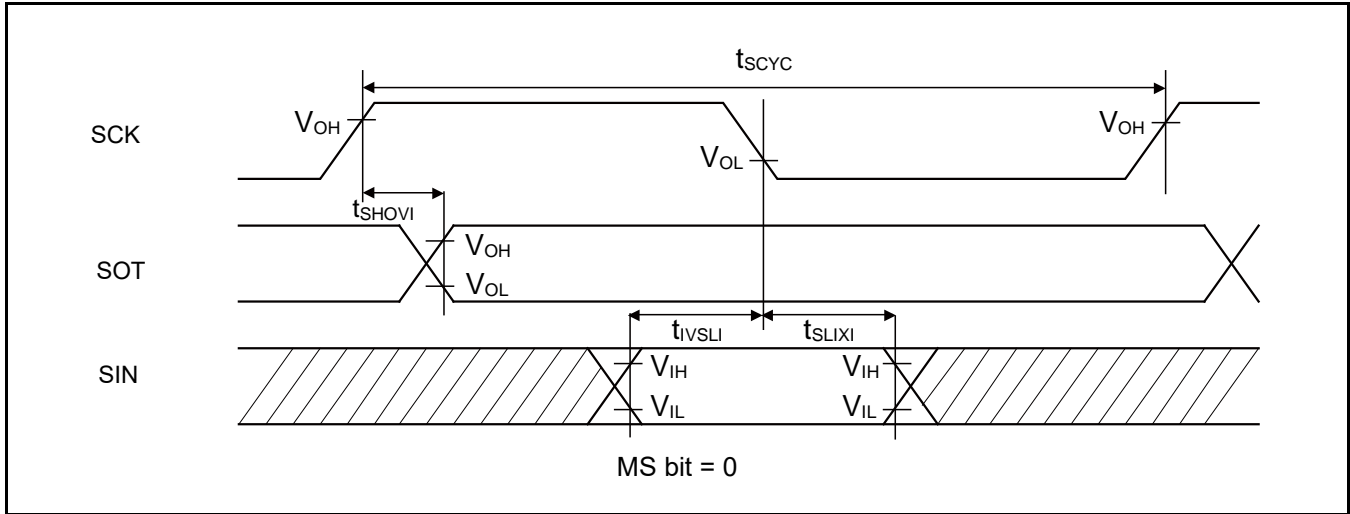 tSCYC
SCK
VOH
VOL
VOH
tSHOVI
SOT
VOH
VOL
tIVSLI
tSLIXI
SIN
VIH
VIH
VIL
VIL
MS bit = 0